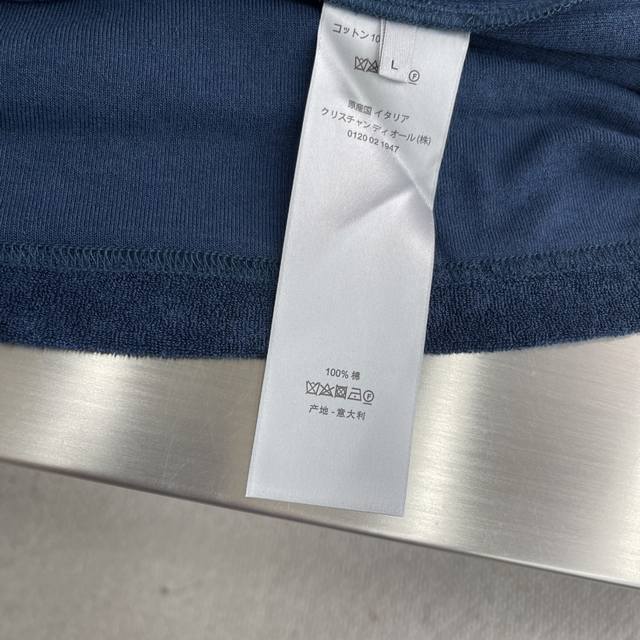 コットン10
L
F
原産国 イタリア
クリスチャンディオール(株)
0120 02 1947
100% 棉
F
产地 - 意大利